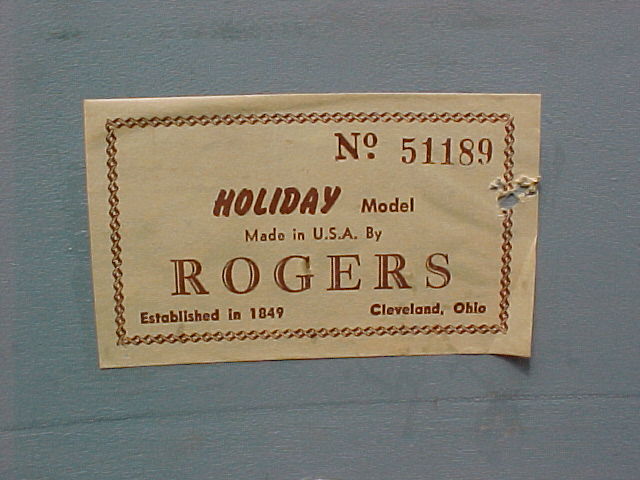 Nº 51189
HOLIDAY Model
Made in U.S.A. By
ROGERS
Established in 1849 Cleveland, Ohio